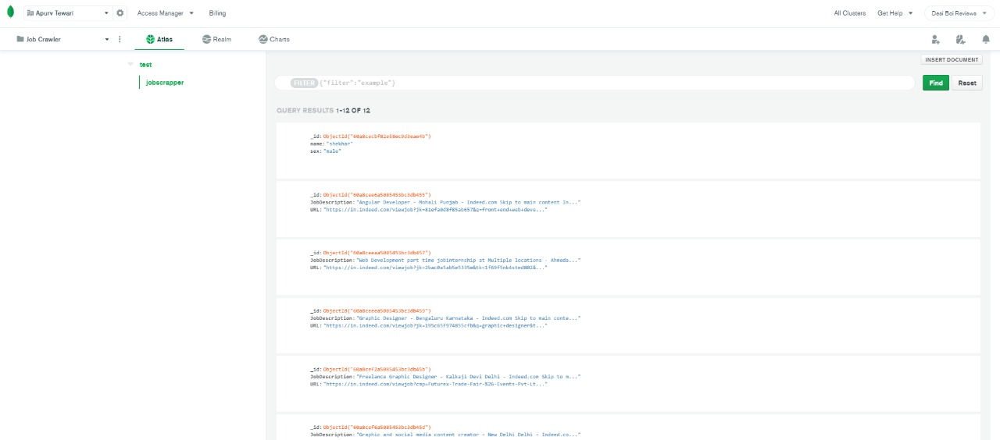 Apurv Tewari Access Manager Billing All Clusters Get Help Desi Boi Reviews
Job Crawler Atlas Realm Charts
test
jobscrapper
INSERT DOCUMENT
FILTER {"filter":"example"} Find Reset
QUERY RESULTS 1-12 OF 12
_id: ObjectId("60a8cecbf82e58ec9d3eae4b")
name: "shekhar"
sex: "male"
_id: ObjectId("60a8cee6a5085453bc3db455")
JobDescription: "Angular Developer - Mohali Punjab - Indeed.com Skip to main content In..."
URL: "https://in.indeed.com/viewjob?jk=81efa0d8f85ab657&q=front+end+web+deve..."
_id: ObjectId("60a8ceeaa5085453bc3db457")
JobDescription: "Web Development part time jobinternship at Multiple locations - Ahmeda..."
URL: "https://in.indeed.com/viewjob?jk=2bac0a5ab5e5335e&tk=1f69f5nk4stmd802&..."
_id: ObjectId("60a8ceeea5085453bc3db459")
JobDescription: "Graphic Designer - Bengaluru Karnataka - Indeed.com Skip to main conte..."
URL: "https://in.indeed.com/viewjob?jk=195c65f974855cfb&q=graphic+designer&t..."
_id: ObjectId("60a8cef2a5085453bc3db45b")
JobDescription: "Freelance Graphic Designer - Kalkaji Devi Delhi - Indeed.com Skip to m..."
URL: "https://in.indeed.com/viewjob?cmp=Futurex-Trade-Fair-%26-Events-Pvt-Lt..."
_id: ObjectId("60a8cef6a5085453bc3db45d")
JobDescription: "Graphic and social media content creator - New Delhi Delhi - Indeed.co..."